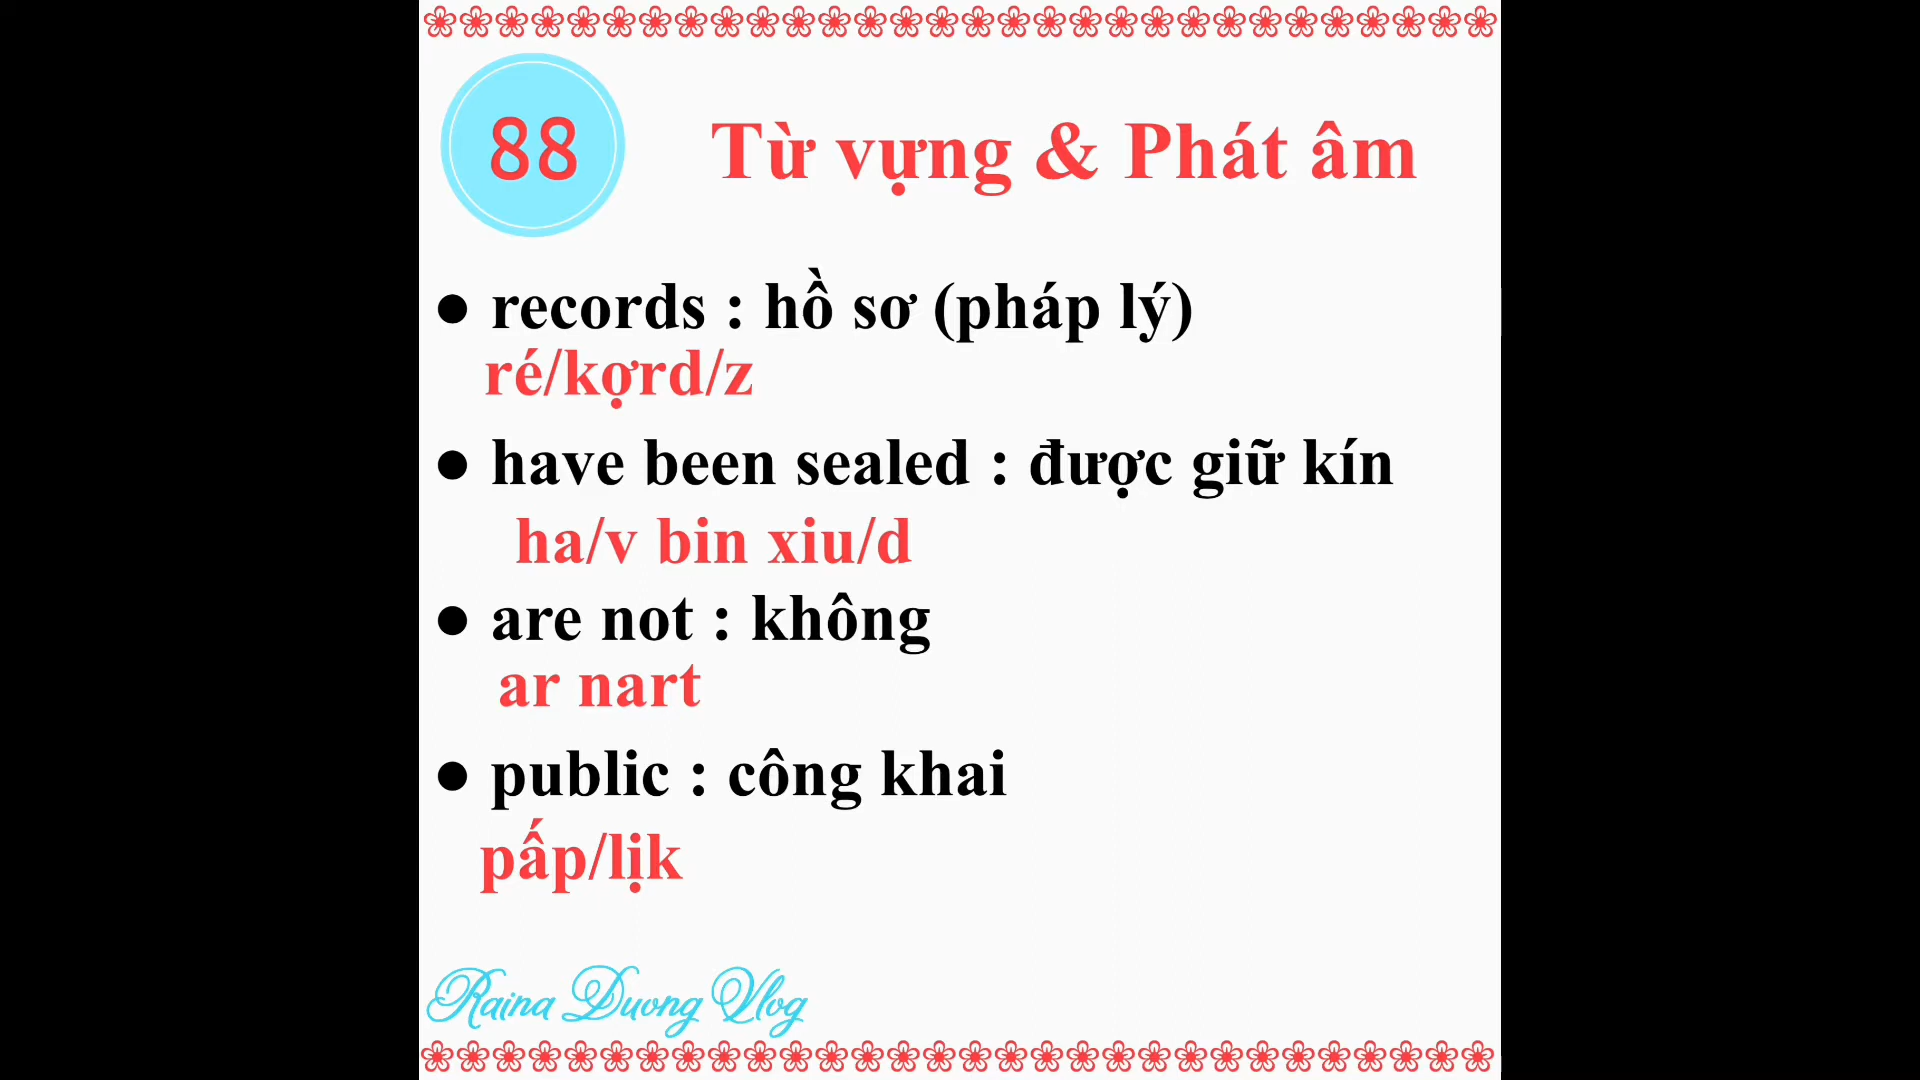 88
Từ vựng & Phát âm
● records : hồ sơ (pháp lý)
ré/kợrd/z
● have been sealed : được giữ kín
ha/v bin xiu/d
● are not : không
ar nart
● public : công khai
pấp/lịk
Raina Duong Vlog